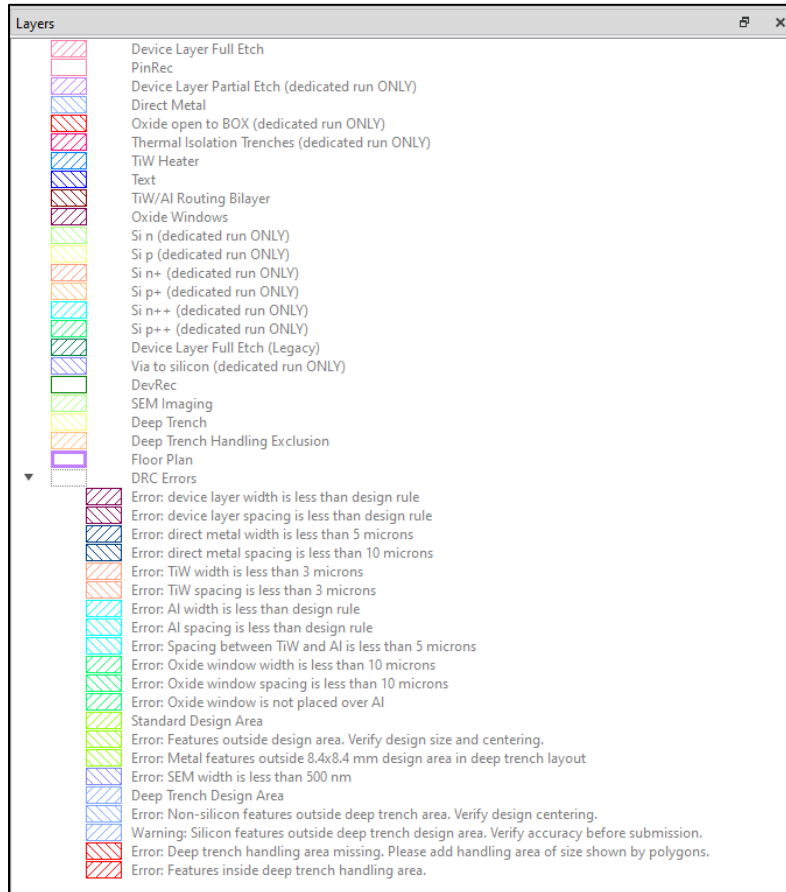 Layers
Device Layer Full Etch
PinRec
Device Layer Partial Etch (dedicated run ONLY)
Direct Metal
Oxide open to BOX (dedicated run ONLY)
Thermal Isolation Trenches (dedicated run ONLY)
TiW Heater
Text
TiW/Al Routing Bilayer
Oxide Windows
Si n (dedicated run ONLY)
Si p (dedicated run ONLY)
Si n+ (dedicated run ONLY)
Si p+ (dedicated run ONLY)
Si n++ (dedicated run ONLY)
Si p++ (dedicated run ONLY)
Device Layer Full Etch (Legacy)
Via to silicon (dedicated run ONLY)
DevRec
SEM Imaging
Deep Trench
Deep Trench Handling Exclusion
Floor Plan
DRC Errors
Error: device layer width is less than design rule
Error: device layer spacing is less than design rule
Error: direct metal width is less than 5 microns
Error: direct metal spacing is less than 10 microns
Error: TiW width is less than 3 microns
Error: TiW spacing is less than 3 microns
Error: Al width is less than design rule
Error: Al spacing is less than design rule
Error: Spacing between TiW and Al is less than 5 microns
Error: Oxide window width is less than 10 microns
Error: Oxide window spacing is less than 10 microns
Error: Oxide window is not placed over Al
Standard Design Area
Error: Features outside design area. Verify design size and centering.
Error: Metal features outside 8.4x8.4 mm design area in deep trench layout
Error: SEM width is less than 500 nm
Deep Trench Design Area
Error: Non-silicon features outside deep trench area. Verify design centering.
Warning: Silicon features outside deep trench design area. Verify accuracy before submission.
Error: Deep trench handling area missing. Please add handling area of size shown by polygons.
Error: Features inside deep trench handling area.